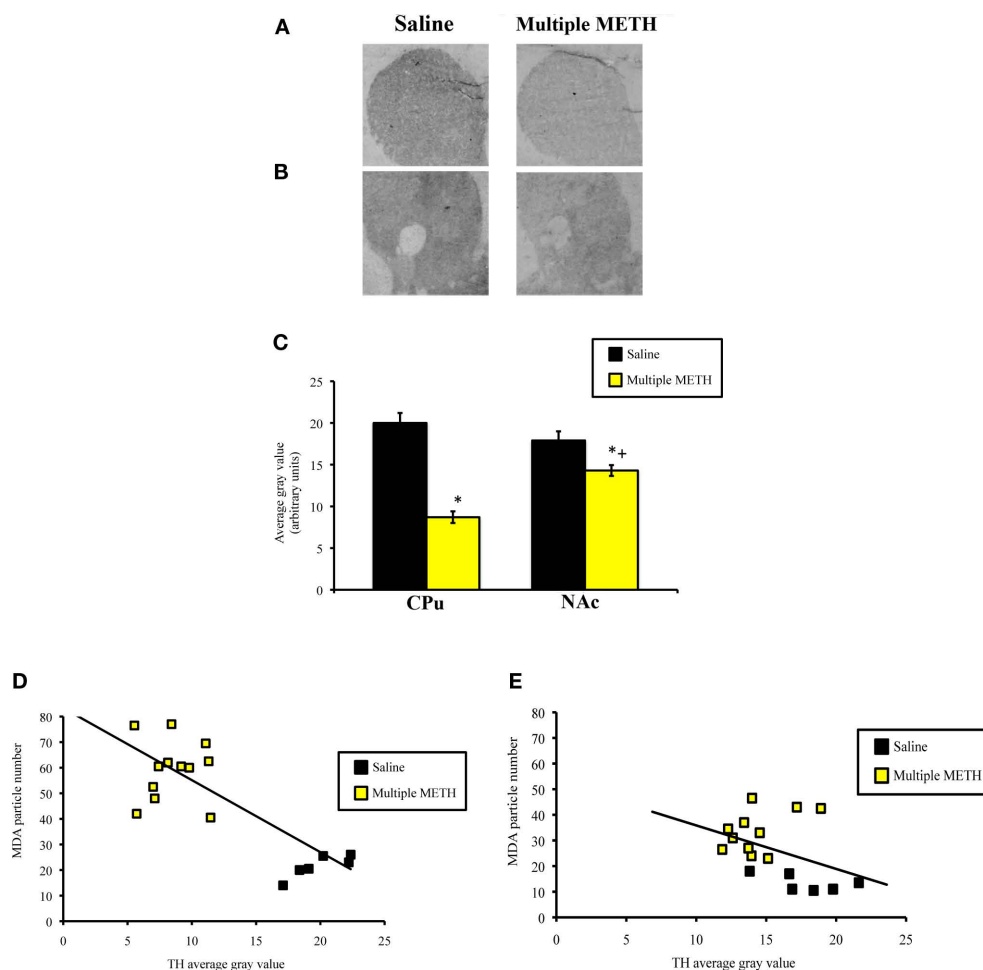 A
Saline
Multiple METH
B
C
Saline
Multiple METH
Average gray value
(arbitrary units)
25
20
15
10
5
0
*
*+
CPu
NAc
D
MDA particle number
80
70
60
50
40
30
20
10
0
0
5
10
15
20
25
TH average gray value
Saline
Multiple METH
E
MDA particle number
80
70
60
50
40
30
20
10
0
0
5
10
15
20
25
TH average gray value
Saline
Multiple METH